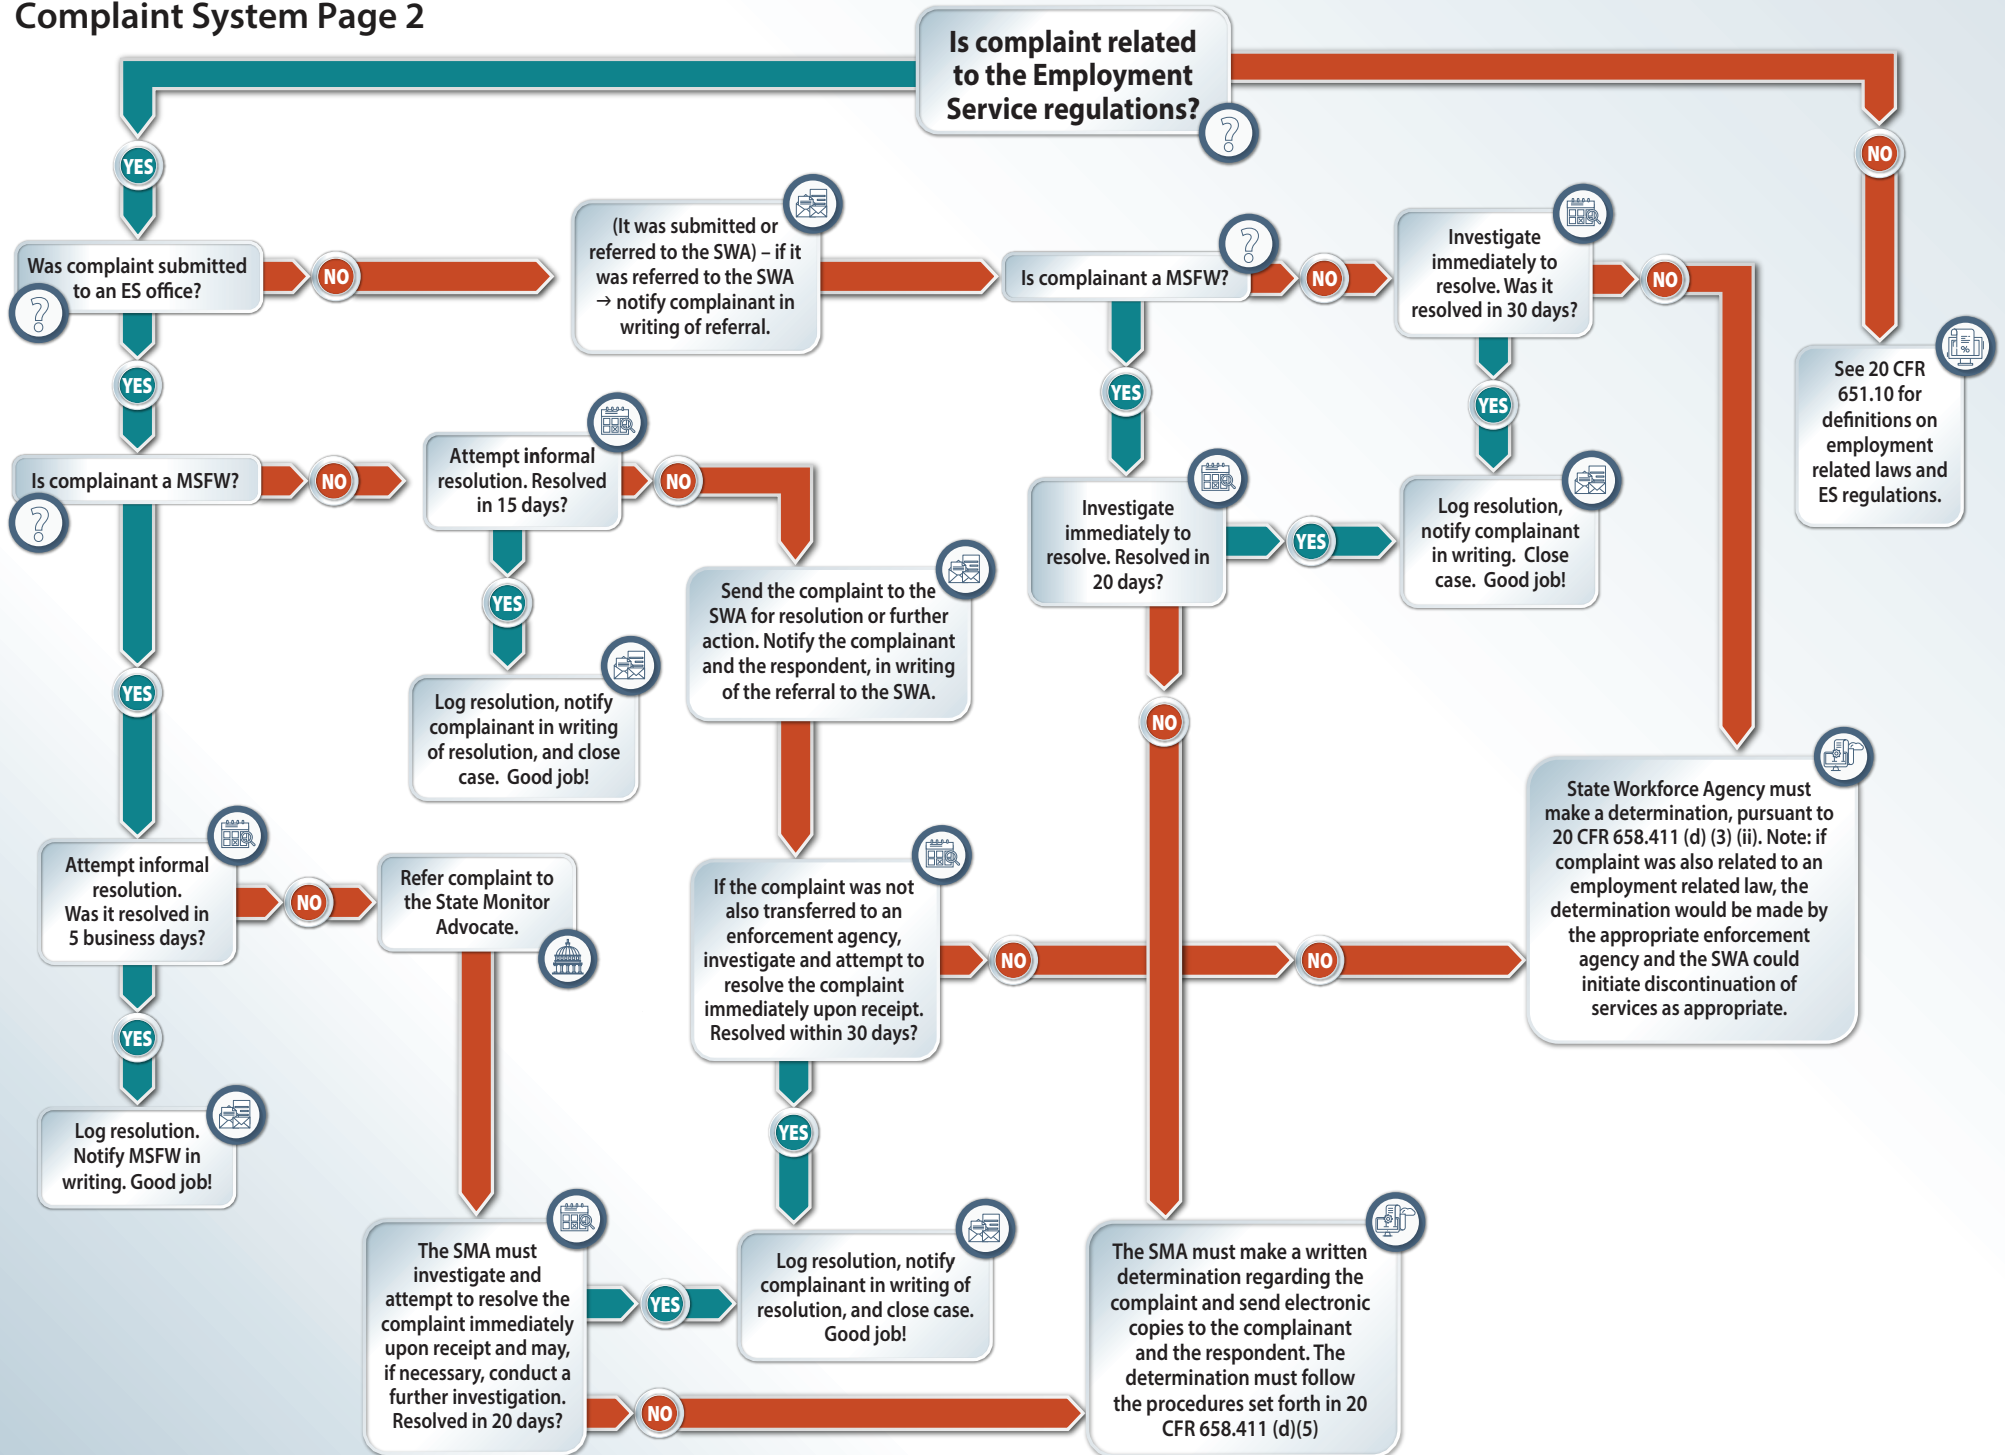 Complaint System Page 2
Is complaint related
to the Employment
Service regulations?
YES
NO
Was complaint submitted
to an ES office?
NO
(It was submitted or
referred to the SWA) – if it
was referred to the SWA
→ notify complainant in
writing of referral.
Is complainant a MSFW?
NO
Investigate
immediately to
resolve. Was it
resolved in 30 days?
NO
See 20 CFR
651.10 for
definitions on
employment
related laws and
ES regulations.
YES
YES
YES
Is complainant a MSFW?
NO
Attempt informal
resolution. Resolved
in 15 days?
NO
Investigate
immediately to
resolve. Resolved in
20 days?
YES
Log resolution,
notify complainant
in writing.  Close
case.  Good job!
YES
Send the complaint to the
SWA for resolution or further
action. Notify the complainant
and the respondent, in writing
of the referral to the SWA.
YES
Log resolution, notify
complainant in writing
of resolution, and close
case.  Good job!
NO
State Workforce Agency must
make a determination, pursuant to
20 CFR 658.411 (d) (3) (ii). Note: if
complaint was also related to an
employment related law, the
determination would be made by
the appropriate enforcement
agency and the SWA could
initiate discontinuation of
services as appropriate.
Attempt informal
resolution.
Was it resolved in
5 business days?
NO
Refer complaint to
the State Monitor
Advocate.
If the complaint was not
also transferred to an
enforcement agency,
investigate and attempt to
resolve the complaint
immediately upon receipt.
Resolved within 30 days?
NO
NO
YES
Log resolution.
Notify MSFW in
writing. Good job!
YES
The SMA must
investigate and
attempt to resolve the
complaint immediately
upon receipt and may,
if necessary, conduct a
further investigation.
Resolved in 20 days?
YES
Log resolution, notify
complainant in writing of
resolution, and close case.
Good job!
NO
The SMA must make a written
determination regarding the
complaint and send electronic
copies to the complainant
and the respondent. The
determination must follow
the procedures set forth in 20
CFR 658.411 (d)(5)